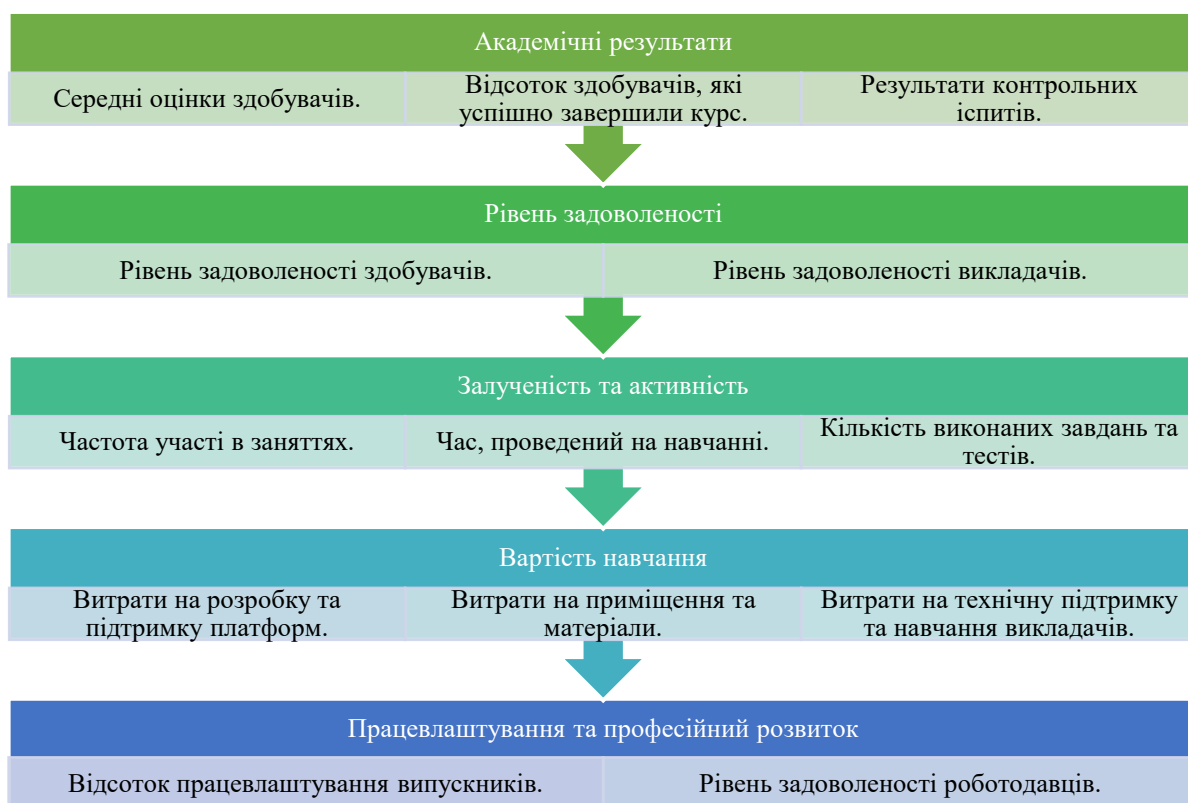 Академічні результати
Середні оцінки здобувачів.
Відсоток здобувачів, які
успішно завершили курс.
Результати контрольних
іспитів.
Рівень задоволеності
Рівень задоволеності здобувачів.
Рівень задоволеності викладачів.
Залученість та активність
Частота участі в заняттях.
Час, проведений на навчанні.
Кількість виконаних завдань та
тестів.
Вартість навчання
Витрати на розробку та
підтримку платформ.
Витрати на приміщення та
матеріали.
Витрати на технічну підтримку
та навчання викладачів.
Працевлаштування та професійний розвиток
Відсоток працевлаштування випускників.
Рівень задоволеності роботодавців.